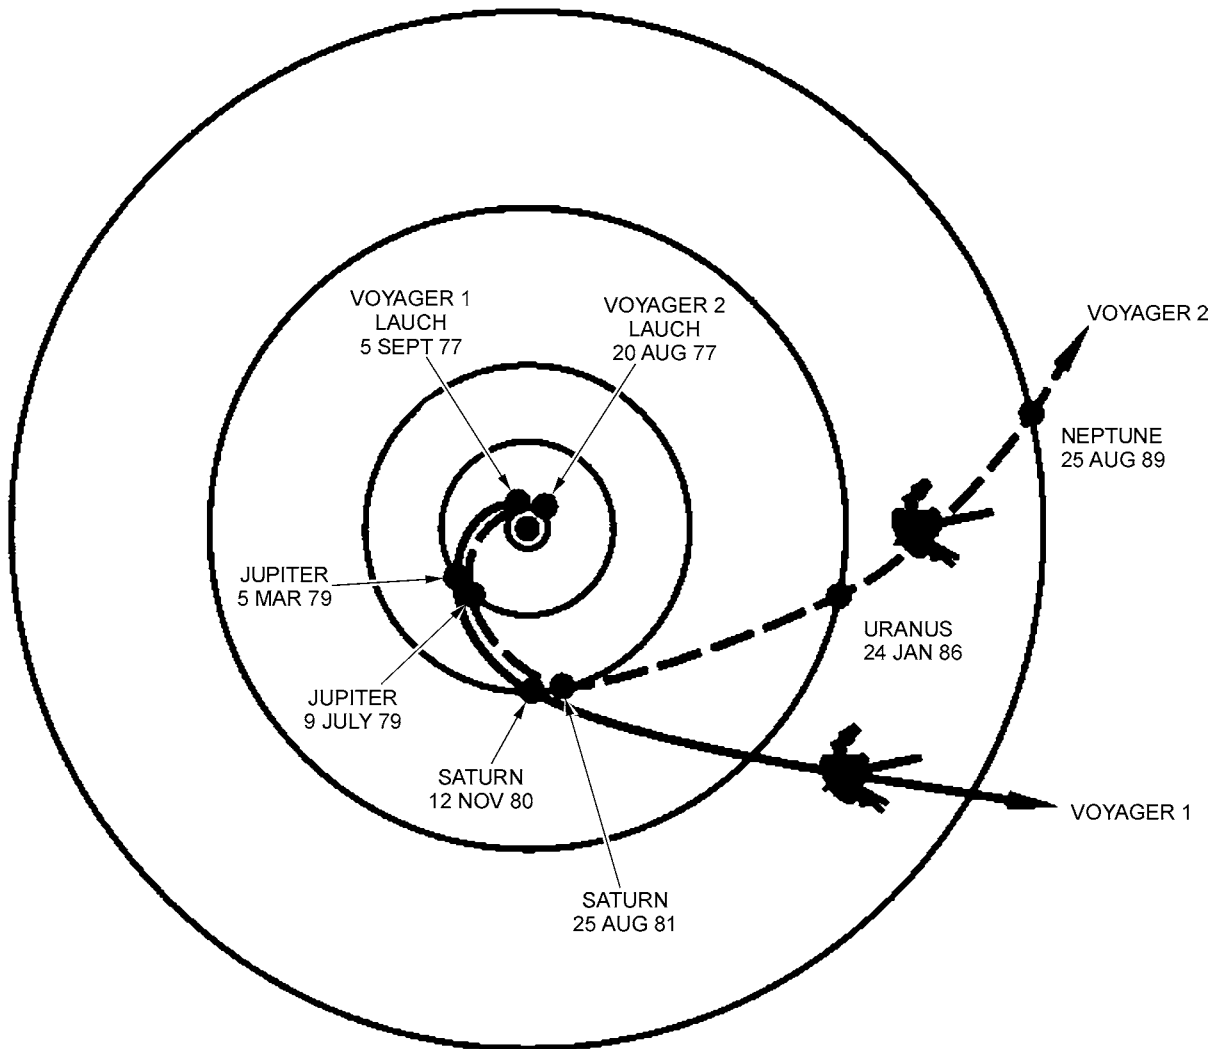 VOYAGER 1
LAUCH
5 SEPT 77
VOYAGER 2
LAUCH
20 AUG 77
VOYAGER 2
NEPTUNE
25 AUG 89
JUPITER
5 MAR 79
URANUS
24 JAN 86
JUPITER
9 JULY 79
SATURN
12 NOV 80
VOYAGER 1
SATURN
25 AUG 81